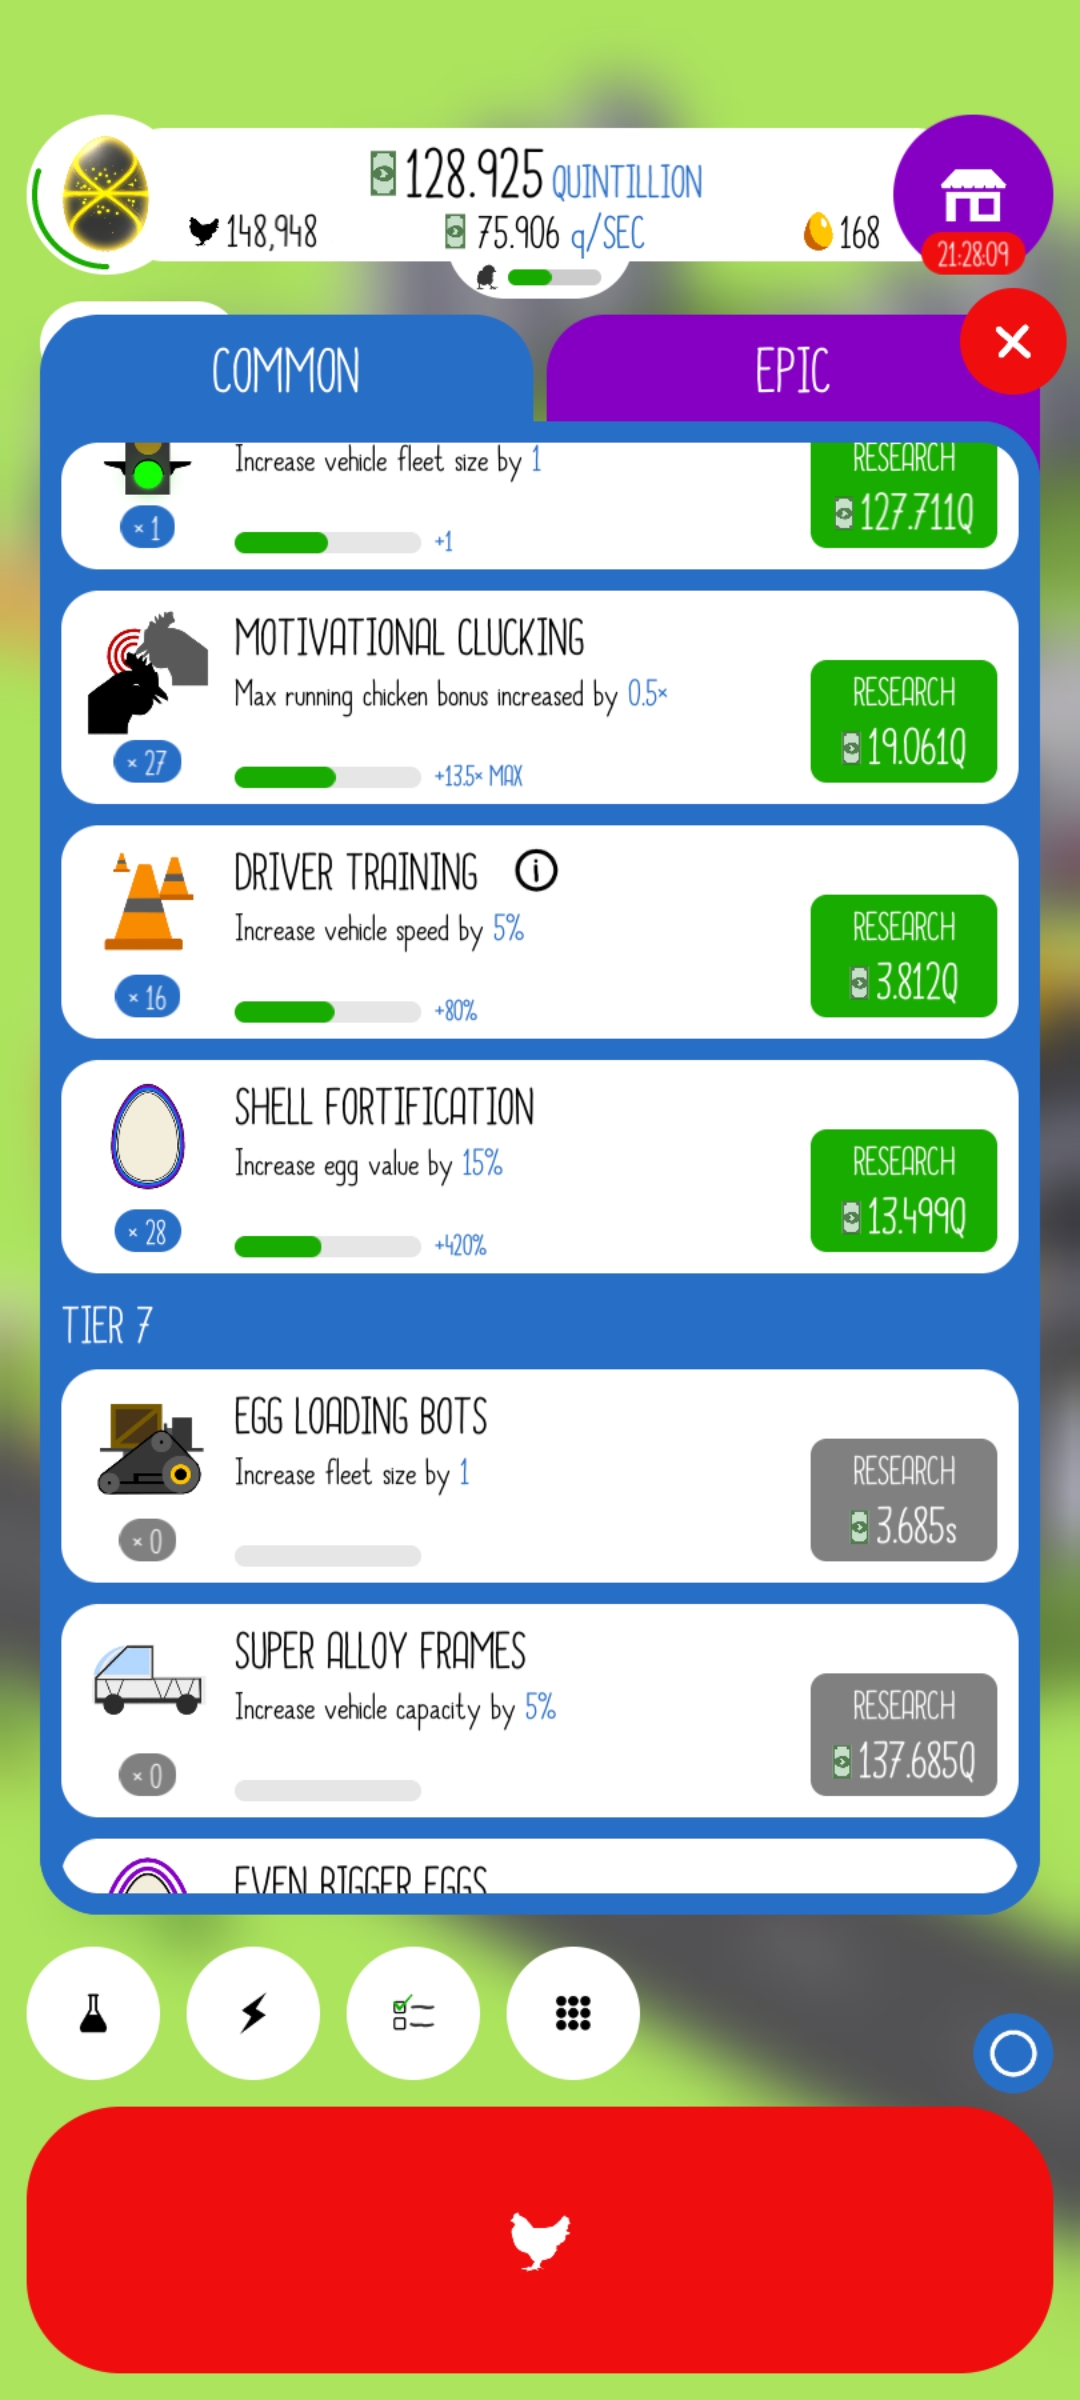 128.925 QUINTILLION
148,948
75.906 q/SEC
168
21:28:09
COMMON
EPIC
Increase vehicle fleet size by 1
RESEARCH
127.711Q
× 1
+1
MOTIVATIONAL CLUCKING
Max running chicken bonus increased by 0.5×
RESEARCH
19.061Q
× 27
+13.5× MAX
DRIVER TRAINING
i
Increase vehicle speed by 5%
RESEARCH
3.812Q
× 16
+80%
SHELL FORTIFICATION
Increase egg value by 15%
RESEARCH
13.499Q
× 28
+420%
TIER 7
EGG LOADING BOTS
Increase fleet size by 1
RESEARCH
3.685s
× 0
SUPER ALLOY FRAMES
Increase vehicle capacity by 5%
RESEARCH
137.685Q
× 0
EVEN BIGGER EGGS